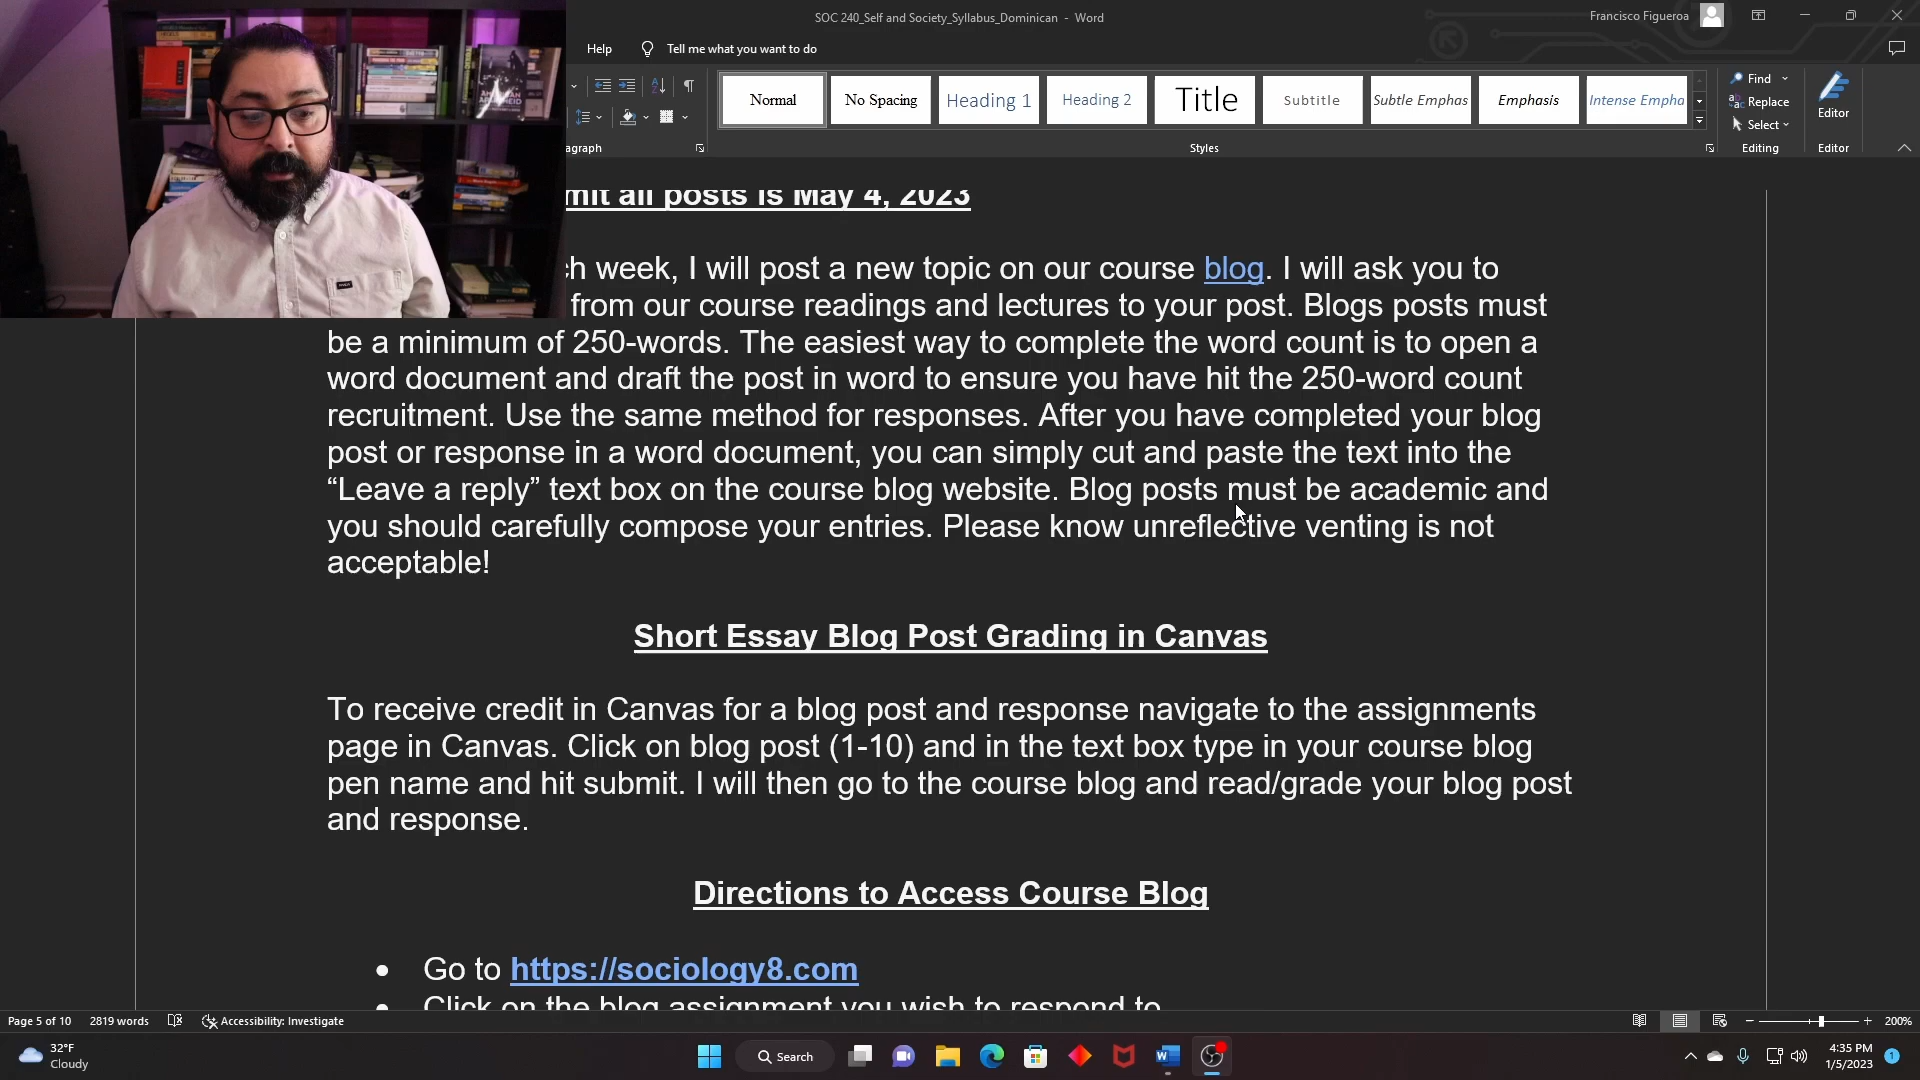 SOC 240_Self and Society_Syllabus_Dominican - Word
Francisco Figueroa
Help
Tell me what you want to do
Normal
No Spacing
Heading 1
Heading 2
Title
Subtitle
Subtle Emphas
Emphasis
Intense Empha
Find
Replace
Select
Editor
agraph
Styles
Editing
Editor
mit all posts is May 4, 2023
ch week, I will post a new topic on our course blog. I will ask you to
from our course readings and lectures to your post. Blogs posts must
be a minimum of 250-words. The easiest way to complete the word count is to open a
word document and draft the post in word to ensure you have hit the 250-word count
recruitment. Use the same method for responses. After you have completed your blog
post or response in a word document, you can simply cut and paste the text into the
“Leave a reply” text box on the course blog website. Blog posts must be academic and
you should carefully compose your entries. Please know unreflective venting is not
acceptable!
Short Essay Blog Post Grading in Canvas
To receive credit in Canvas for a blog post and response navigate to the assignments
page in Canvas. Click on blog post (1-10) and in the text box type in your course blog
pen name and hit submit. I will then go to the course blog and read/grade your blog post
and response.
Directions to Access Course Blog
• Go to https://sociology8.com
• Click on the blog assignment you wish to respond to
Page 5 of 10
2819 words
Accessibility: Investigate
200%
32°F
Cloudy
Search
4:35 PM
1/5/2023
1